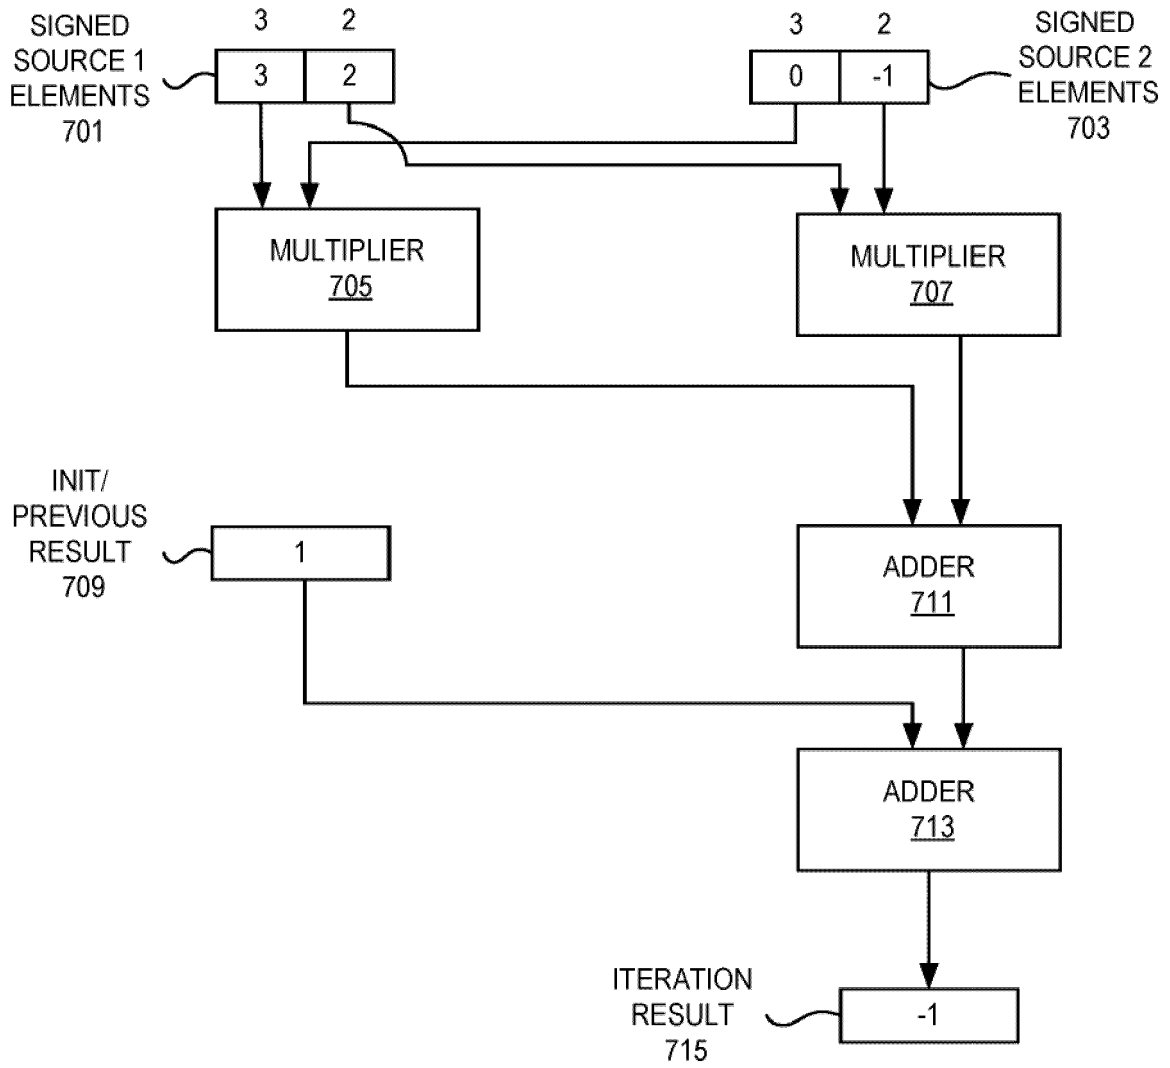 SIGNED
SOURCE 1
ELEMENTS
701
3 2
3 2
3 2
0 -1
SIGNED
SOURCE 2
ELEMENTS
703
MULTIPLIER
705
MULTIPLIER
707
INIT/
PREVIOUS
RESULT
709
1
ADDER
711
ADDER
713
ITERATION
RESULT
715
-1